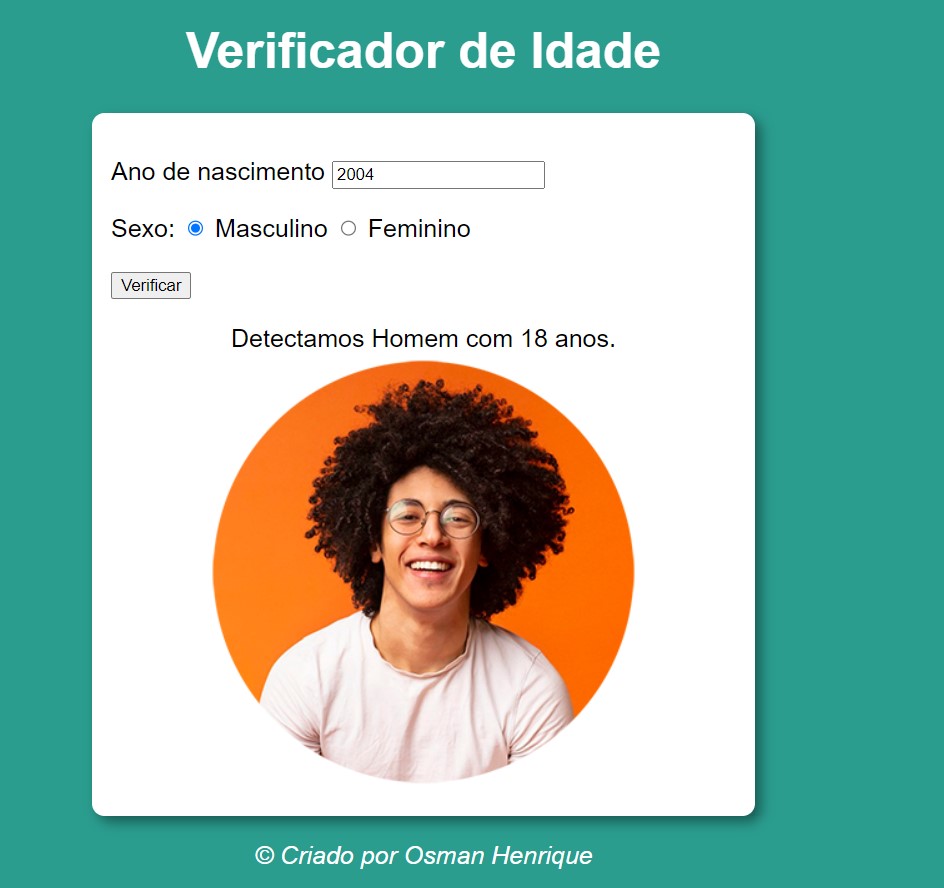 Verificador de Idade
Ano de nascimento 2004
Sexo: Masculino Feminino
Verificar
Detectamos Homem com 18 anos.
© Criado por Osman Henrique